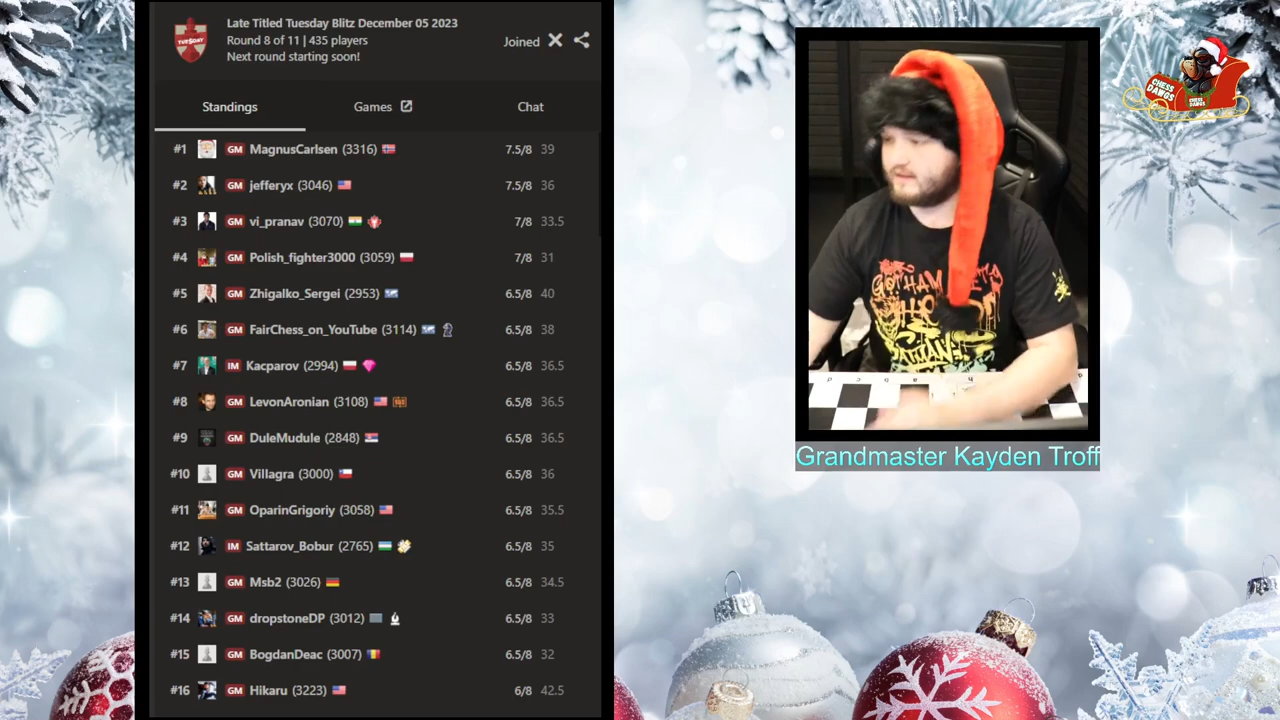 Late Titled Tuesday Blitz December 05 2023
Round 8 of 11 | 435 players
Next round starting soon!
Joined
TUESDAY
Standings Games Chat
#1 GM MagnusCarlsen (3316) 7.5/8 39
#2 GM jefferyx (3046) 7.5/8 36
#3 GM vi_pranav (3070) 7/8 33.5
#4 GM Polish_fighter3000 (3059) 7/8 31
#5 GM Zhigalko_Sergei (2953) 6.5/8 40
#6 GM FairChess_on_YouTube (3114) 6.5/8 38
#7 IM Kacparov (2994) 6.5/8 36.5
#8 GM LevonAronian (3108) 6.5/8 36.5
#9 GM DuleMudule (2848) 6.5/8 36.5
#10 GM Villagra (3000) 6.5/8 36
#11 GM OparinGrigoriy (3058) 6.5/8 35.5
#12 IM Sattarov_Bobur (2765) 6.5/8 35
#13 GM Msb2 (3026) 6.5/8 34.5
#14 GM dropstoneDP (3012) 6.5/8 33
#15 GM BogdanDeac (3007) 6.5/8 32
#16 GM Hikaru (3223) 6/8 42.5
CHESS
DAWGS
CHESS
DAWGS
Grandmaster Kayden Troff